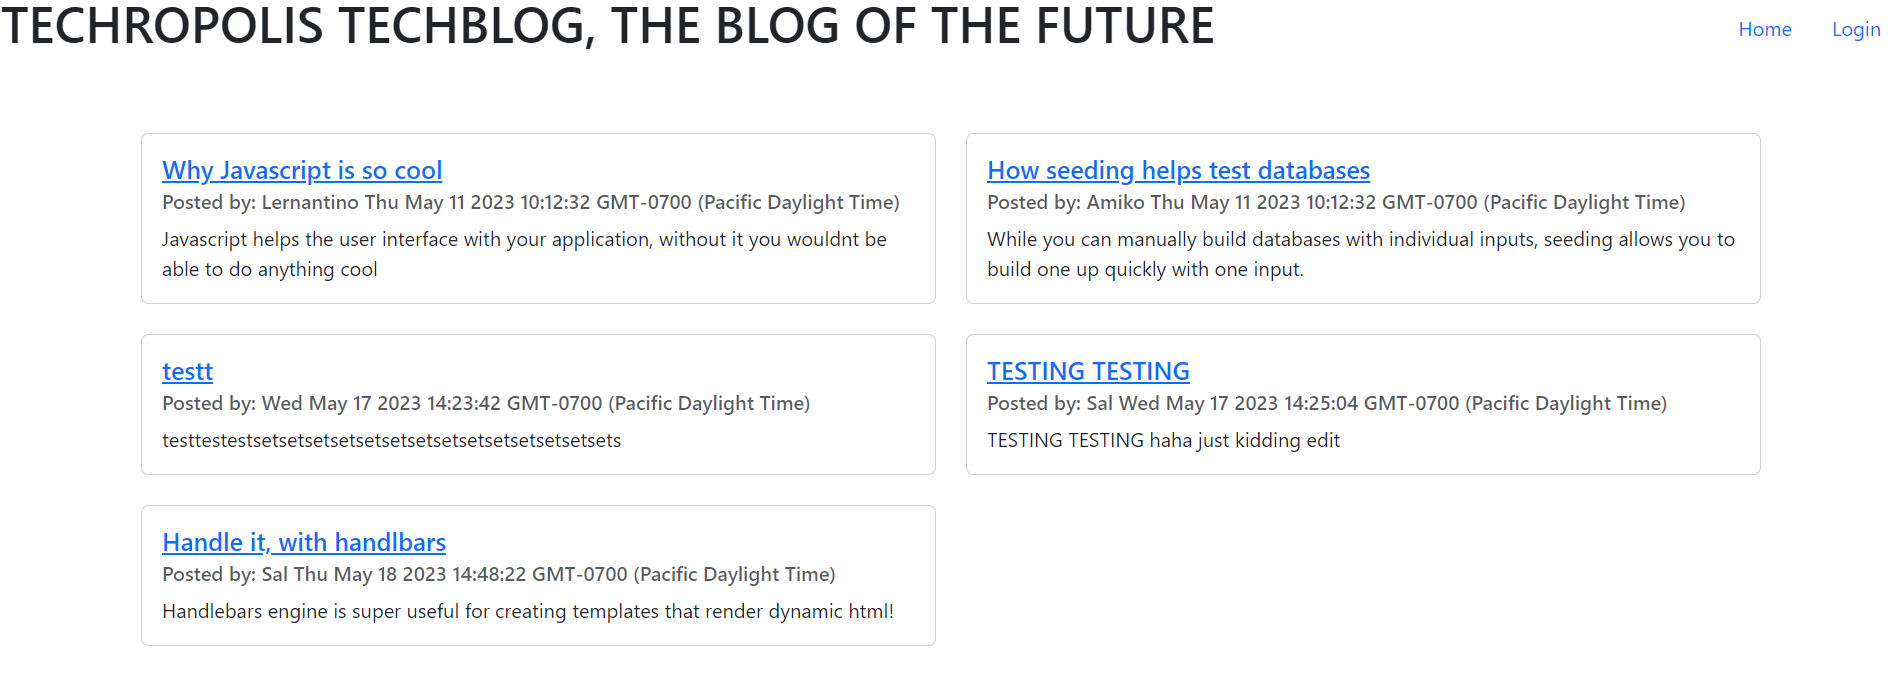 TECHROPOLIS TECHBLOG, THE BLOG OF THE FUTURE
Home
Login
Why Javascript is so cool
Posted by: Lernantino Thu May 11 2023 10:12:32 GMT-0700 (Pacific Daylight Time)
Javascript helps the user interface with your application, without it you wouldnt be
able to do anything cool
How seeding helps test databases
Posted by: Amiko Thu May 11 2023 10:12:32 GMT-0700 (Pacific Daylight Time)
While you can manually build databases with individual inputs, seeding allows you to
build one up quickly with one input.
testt
Posted by: Wed May 17 2023 14:23:42 GMT-0700 (Pacific Daylight Time)
testtestestsetsetsetsetsetsetsetsetsetsetsetsetsetsets
TESTING TESTING
Posted by: Sal Wed May 17 2023 14:25:04 GMT-0700 (Pacific Daylight Time)
TESTING TESTING haha just kidding edit
Handle it, with handlbars
Posted by: Sal Thu May 18 2023 14:48:22 GMT-0700 (Pacific Daylight Time)
Handlebars engine is super useful for creating templates that render dynamic html!